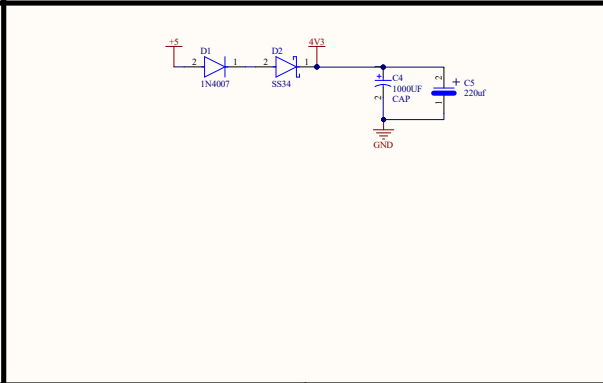 +5
D1
D2
4V3
2
1
2
1
1N4007
SS34
+
C4
1000UF
CAP
2
2
+
C5
220uf
1
GND